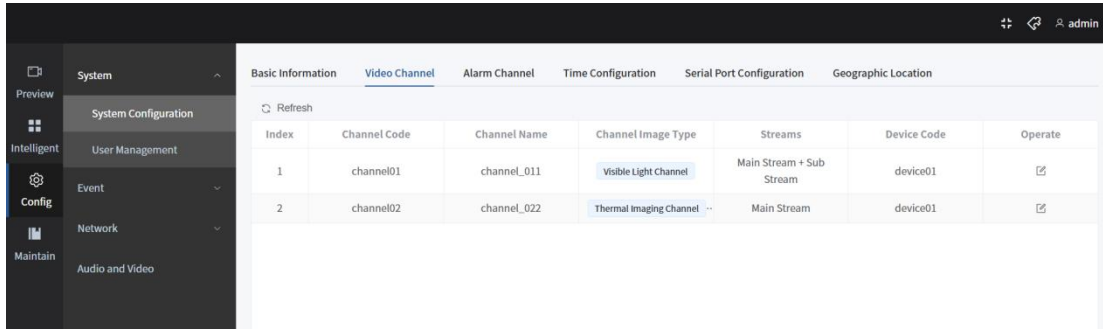 admin
Preview
Intelligent
Config
Maintain
System
System Configuration
User Management
Event
Network
Audio and Video
Basic Information Video Channel Alarm Channel Time Configuration Serial Port Configuration Geographic Location
Refresh
Index Channel Code Channel Name Channel Image Type Streams Device Code Operate
1 channel01 channel_011 Visible Light Channel Main Stream + Sub Stream device01
2 channel02 channel_022 Thermal Imaging Channel ·· Main Stream device01